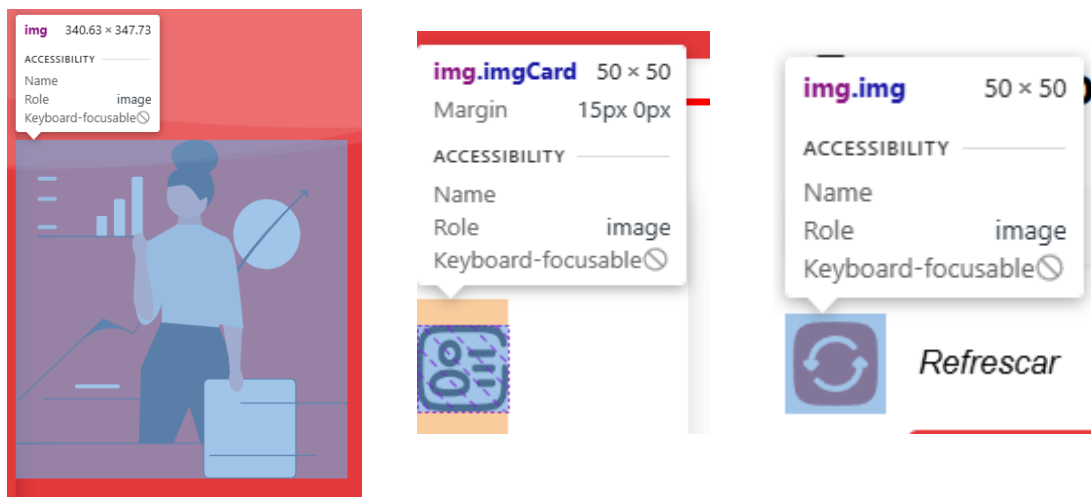 img 340.63 × 347.73
ACCESSIBILITY
Name
Role image
Keyboard-focusable
img.imgCard 50 × 50
Margin 15px 0px
ACCESSIBILITY
Name
Role image
Keyboard-focusable
img.img 50 × 50
ACCESSIBILITY
Name
Role image
Keyboard-focusable
Refrescar